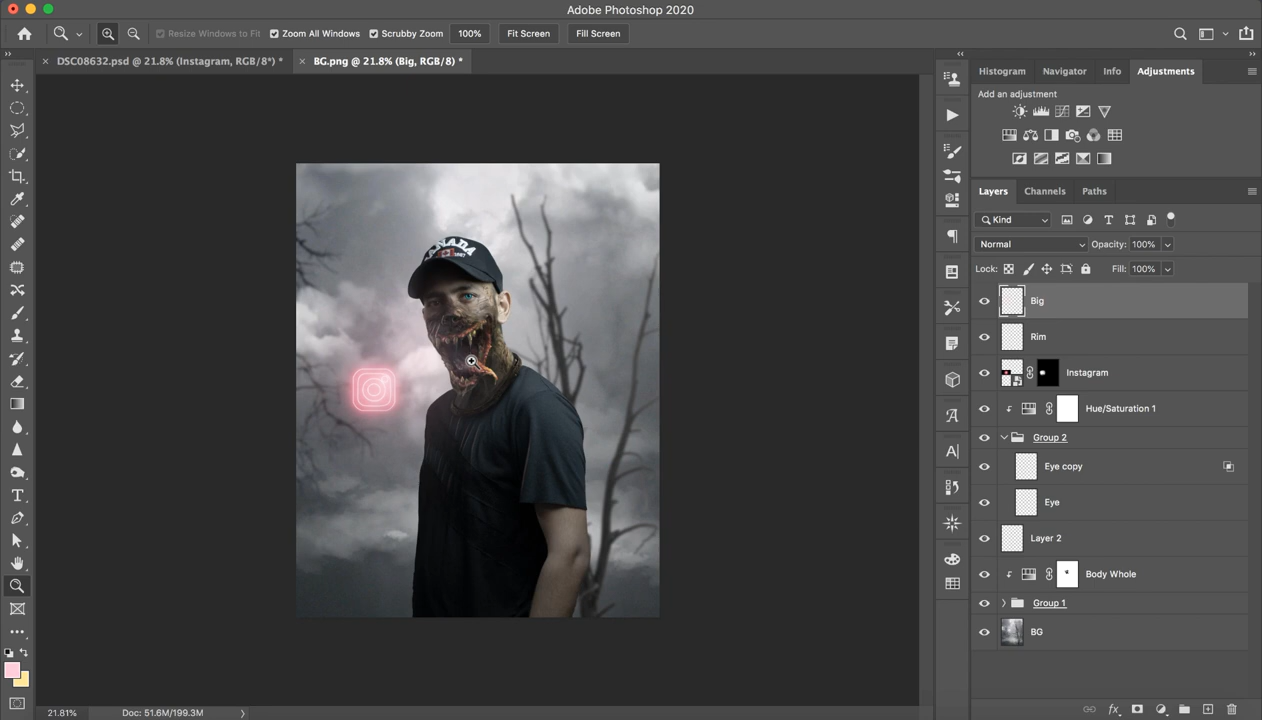 Adobe Photoshop 2020
Resize Windows to Fit Zoom All Windows Scrubby Zoom 100% Fit Screen Fill Screen
DSC08632.psd @ 21.8% (Instagram, RGB/8*) * BG.png @ 21.8% (Big, RGB/8) *
Histogram Navigator Info Adjustments
Add an adjustment
Layers Channels Paths
Kind
Normal Opacity: 100%
Lock: Fill: 100%
CANADA
1867
Big
Rim
Instagram
Hue/Saturation 1
Group 2
Eye copy
Eye
Layer 2
Body Whole
Group 1
BG
21.81% Doc: 51.6M/199.3M